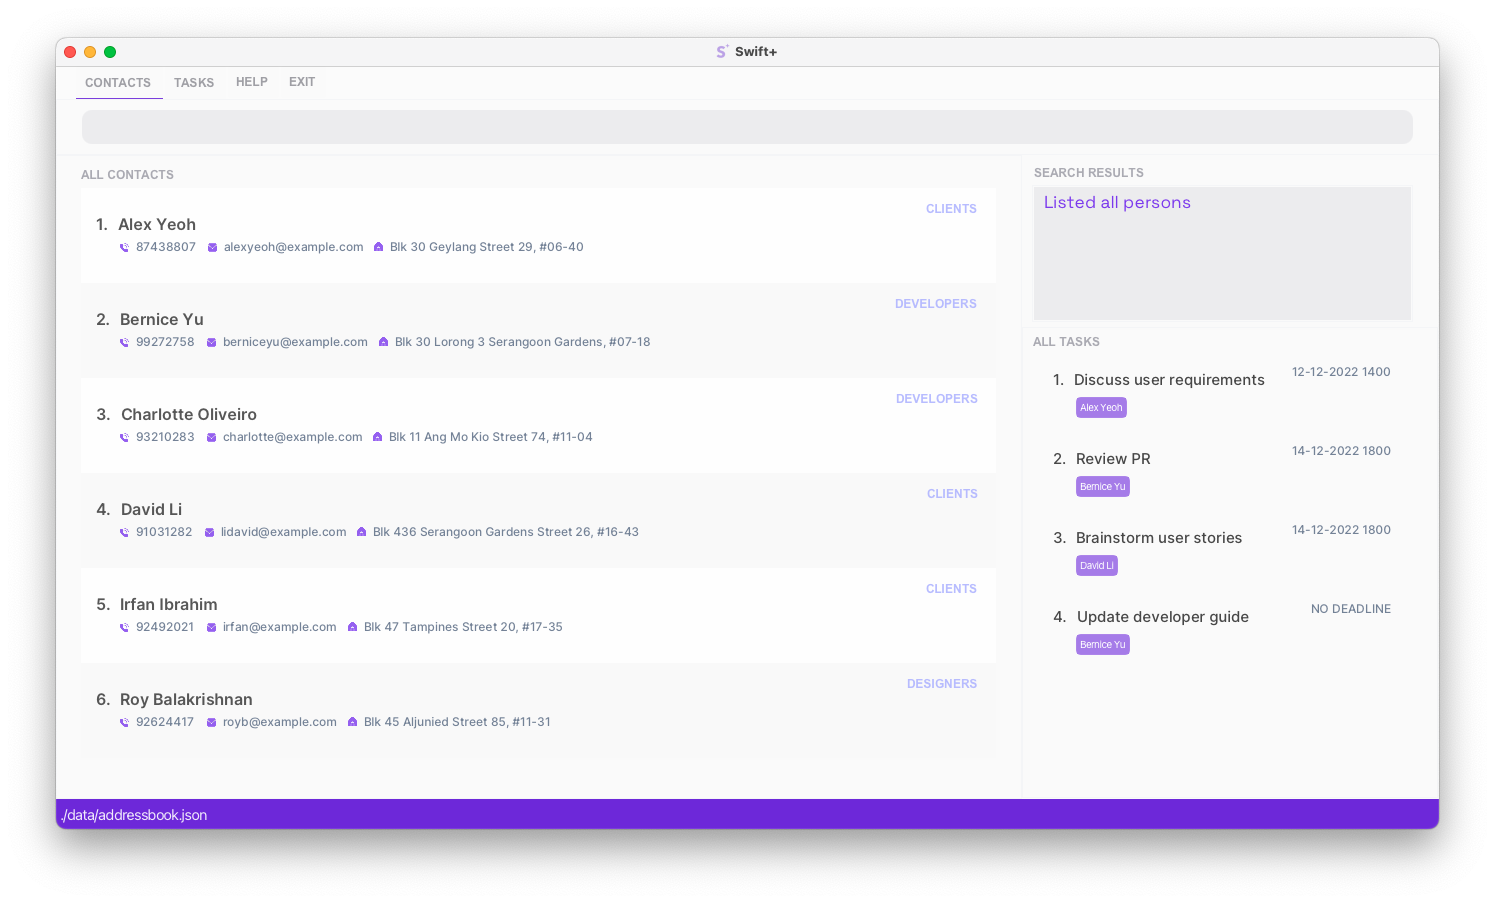 Swift+
CONTACTS TASKS HELP EXIT
ALL CONTACTS
CLIENTS
1. Alex Yeoh
87438807 alexyeoh@example.com Blk 30 Geylang Street 29, #06-40
DEVELOPERS
2. Bernice Yu
99272758 berniceyu@example.com Blk 30 Lorong 3 Serangoon Gardens, #07-18
DEVELOPERS
3. Charlotte Oliveiro
93210283 charlotte@example.com Blk 11 Ang Mo Kio Street 74, #11-04
CLIENTS
4. David Li
91031282 lidavid@example.com Blk 436 Serangoon Gardens Street 26, #16-43
CLIENTS
5. Irfan Ibrahim
92492021 irfan@example.com Blk 47 Tampines Street 20, #17-35
DESIGNERS
6. Roy Balakrishnan
92624417 royb@example.com Blk 45 Aljunied Street 85, #11-31
SEARCH RESULTS
Listed all persons
ALL TASKS
1. Discuss user requirements 12-12-2022 1400
Alex Yeoh
2. Review PR 14-12-2022 1800
Bernice Yu
3. Brainstorm user stories 14-12-2022 1800
David Li
4. Update developer guide NO DEADLINE
Bernice Yu
./data/addressbook.json